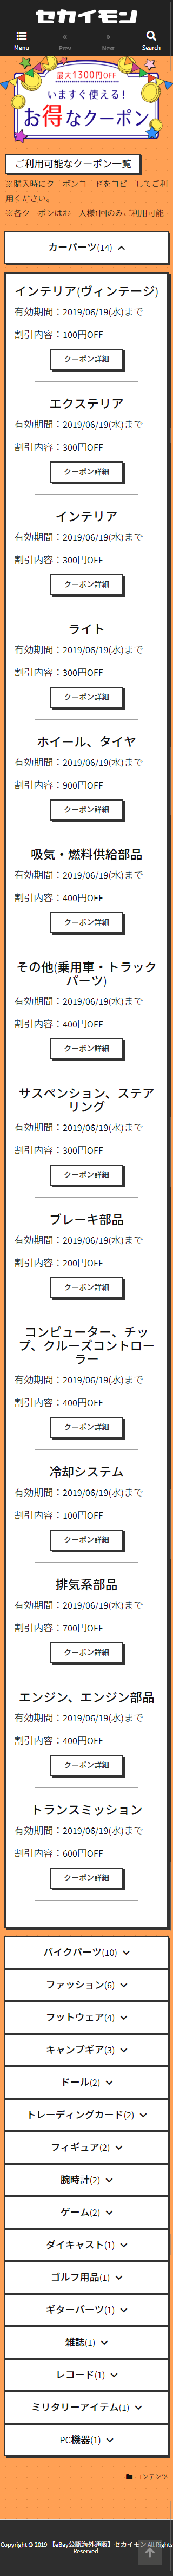 セカイモン
Menu
Prev
Next
Search
最大1300円OFF
いますぐ使える!
お得なクーポン
ご利用可能なクーポン一覧
※購入時にクーポンコードをコピーしてご利
用ください。
※各クーポンはお一人様1回のみご利用可能
カーパーツ(14)
インテリア(ヴィンテージ)
有効期間：2019/06/19(水)まで
割引内容：100円OFF
クーポン詳細
エクステリア
有効期間：2019/06/19(水)まで
割引内容：300円OFF
クーポン詳細
インテリア
有効期間：2019/06/19(水)まで
割引内容：300円OFF
クーポン詳細
ライト
有効期間：2019/06/19(水)まで
割引内容：300円OFF
クーポン詳細
ホイール、タイヤ
有効期間：2019/06/19(水)まで
割引内容：900円OFF
クーポン詳細
吸気・燃料供給部品
有効期間：2019/06/19(水)まで
割引内容：400円OFF
クーポン詳細
その他(乗用車・トラック
パーツ)
有効期間：2019/06/19(水)まで
割引内容：400円OFF
クーポン詳細
サスペンション、ステア
リング
有効期間：2019/06/19(水)まで
割引内容：300円OFF
クーポン詳細
ブレーキ部品
有効期間：2019/06/19(水)まで
割引内容：200円OFF
クーポン詳細
コンピューター、チッ
プ、クルーズコントロー
ラー
有効期間：2019/06/19(水)まで
割引内容：400円OFF
クーポン詳細
冷却システム
有効期間：2019/06/19(水)まで
割引内容：100円OFF
クーポン詳細
排気系部品
有効期間：2019/06/19(水)まで
割引内容：700円OFF
クーポン詳細
エンジン、エンジン部品
有効期間：2019/06/19(水)まで
割引内容：400円OFF
クーポン詳細
トランスミッション
有効期間：2019/06/19(水)まで
割引内容：600円OFF
クーポン詳細
バイクパーツ(10)
ファッション(6)
フットウェア(4)
キャンプギア(3)
ドール(2)
トレーディングカード(2)
フィギュア(2)
腕時計(2)
ゲーム(2)
ダイキャスト(1)
ゴルフ用品(1)
ギターパーツ(1)
雑誌(1)
レコード(1)
ミリタリーアイテム(1)
PC機器(1)
コンテンツ
Copyright © 2019 【eBay公認海外通販】セカイモン All Rights
Reserved.